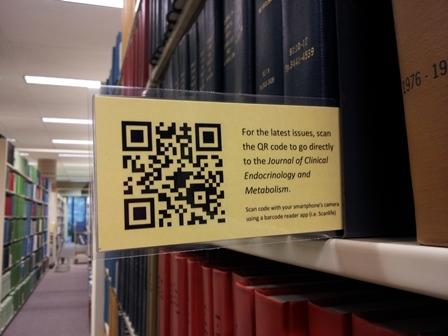 For the latest issues, scan
the QR code to go directly
to the Journal of Clinical
Endocrinology and
Metabolism.
Scan code with your smartphone's camera
using a barcode reader app (i.e. Scanlife)
1976 - 1